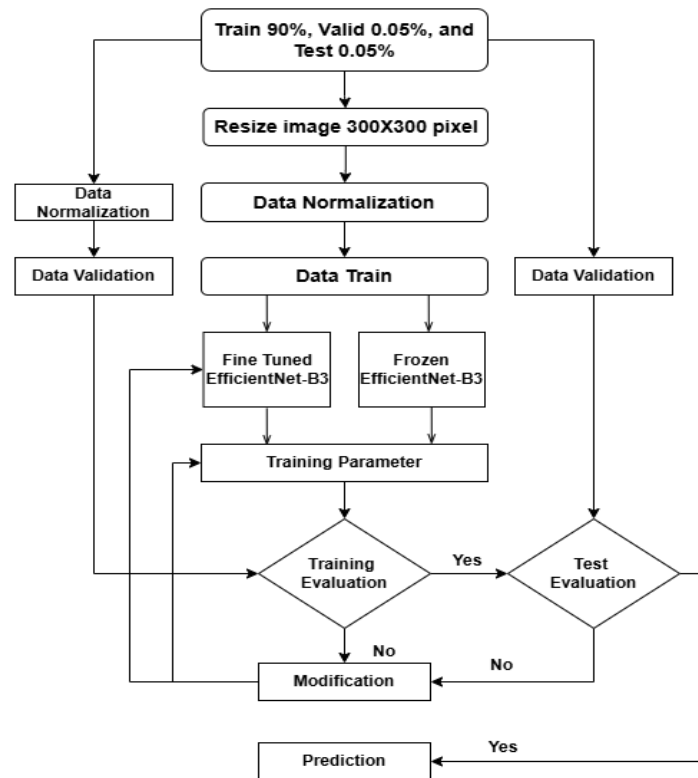 Train 90%, Valid 0.05%, and
Test 0.05%
Resize image 300X300 pixel
Data
Normalization
Data Normalization
Data Validation
Data Train
Data Validation
Fine Tuned
EfficientNet-B3
Frozen
EfficientNet-B3
Training Parameter
Training
Evaluation
Yes
Test
Evaluation
No
No
Modification
Yes
Prediction